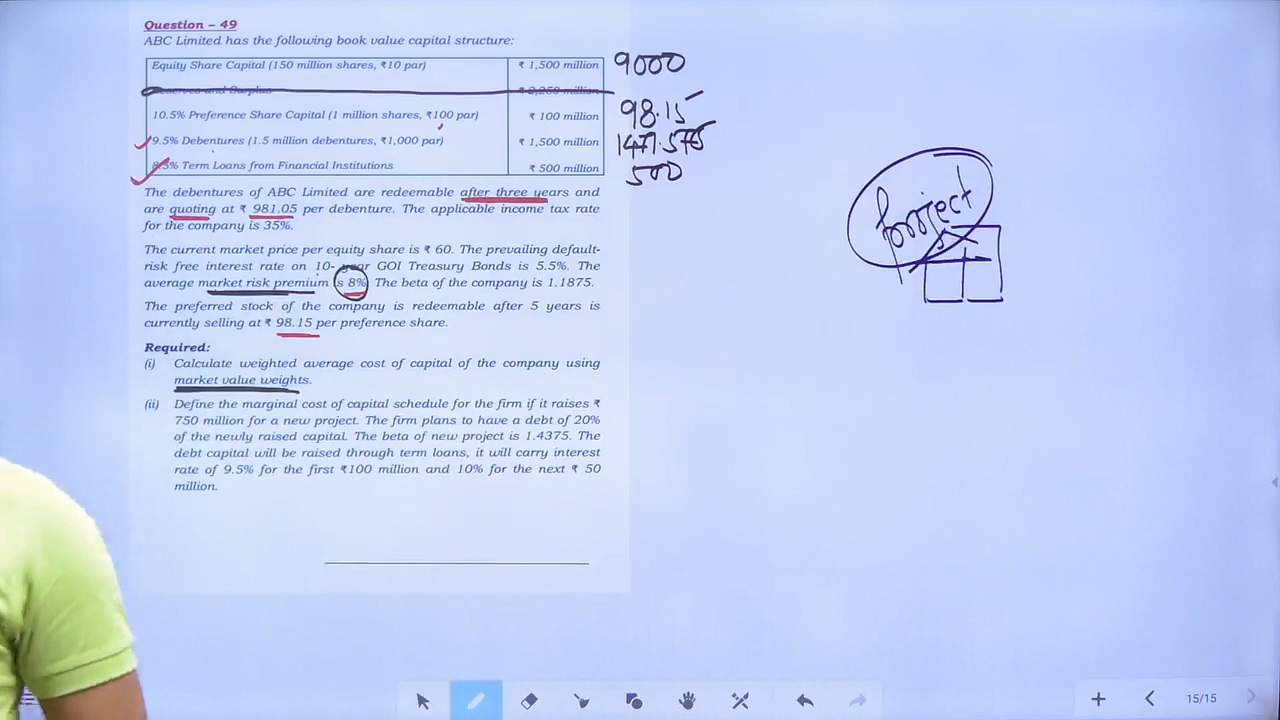 Question – 49
ABC Limited has the following book value capital structure:
Equity Share Capital (150 million shares, ₹10 par) ₹ 1,500 million 9000
Reserves and Surplus ₹ 2,250 million
10.5% Preference Share Capital (1 million shares, ₹100 par) ₹ 100 million 98.15
9.5% Debentures (1.5 million debentures, ₹1,000 par) ₹ 1,500 million
8.5% Term Loans from Financial Institutions ₹ 500 million 500
The debentures of ABC Limited are redeemable after three years and
are quoting at ₹ 981.05 per debenture. The applicable income tax rate
for the company is 35%.
The current market price per equity share is ₹ 60. The prevailing default-
risk free interest rate on 10-year GOI Treasury Bonds is 5.5%. The
average market risk premium is 8%. The beta of the company is 1.1875.
The preferred stock of the company is redeemable after 5 years is
currently selling at ₹ 98.15 per preference share.
Required:
(i) Calculate weighted average cost of capital of the company using
market value weights.
(ii) Define the marginal cost of capital schedule for the firm if it raises ₹
750 million for a new project. The firm plans to have a debt of 20%
of the newly raised capital. The beta of new project is 1.4375. The
debt capital will be raised through term loans, it will carry interest
rate of 9.5% for the first ₹100 million and 10% for the next ₹ 50
million.
Project
15/15